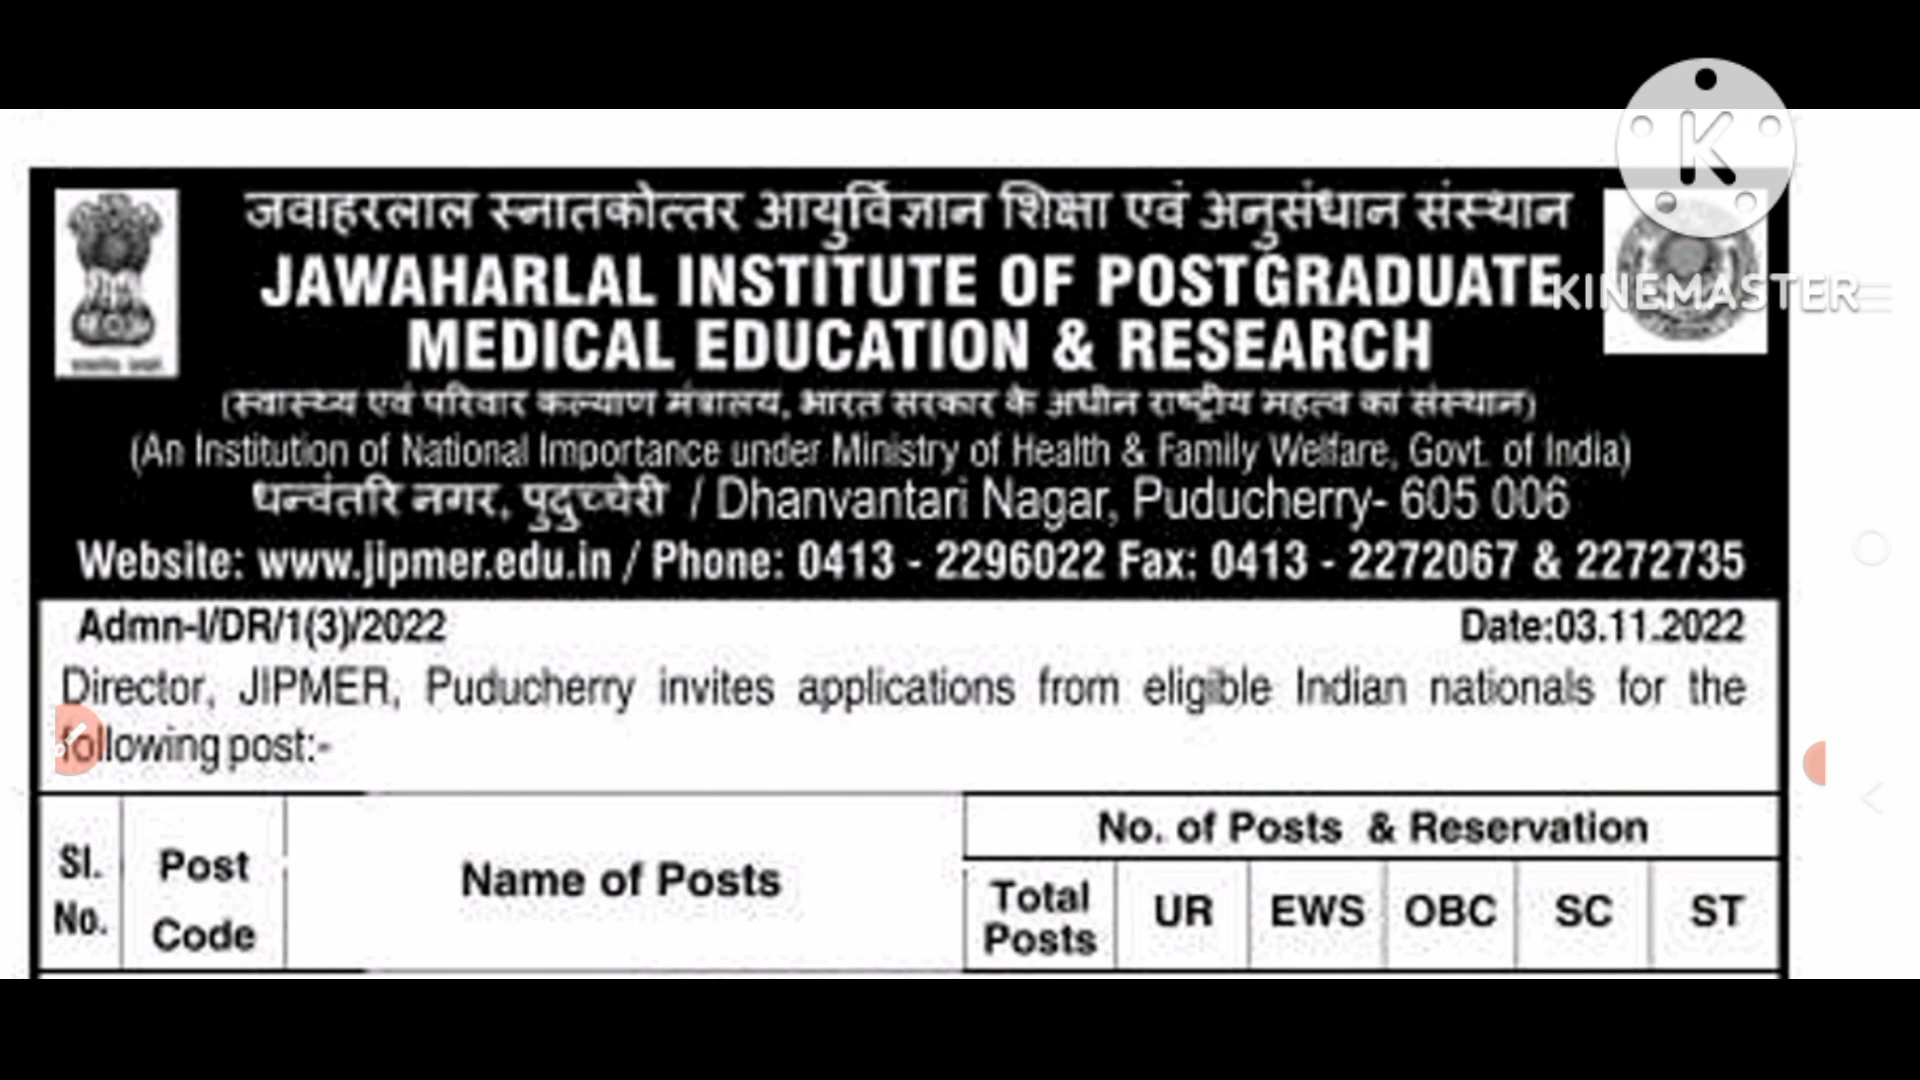 जवाहरलाल स्नातकोत्तर आयुर्विज्ञान शिक्षा एवं अनुसंधान संस्थान
JAWAHARLAL INSTITUTE OF POSTGRADUATE
MEDICAL EDUCATION & RESEARCH
KINEMASTER
(स्वास्थ्य एवं परिवार कल्याण मंत्रालय, भारत सरकार के अधीन राष्ट्रीय महत्व का संस्थान)
(An Institution of National Importance under Ministry of Health & Family Welfare, Govt. of India)
धन्वंतरि नगर, पुदुच्चेरी / Dhanvantari Nagar, Puducherry- 605 006
Website: www.jipmer.edu.in / Phone: 0413 - 2296022 Fax: 0413 - 2272067 & 2272735
Admn-I/DR/1(3)/2022 Date:03.11.2022
Director, JIPMER, Puducherry invites applications from eligible Indian nationals for the
following post:-
Sl. No. Post Code Name of Posts No. of Posts & Reservation
Total Posts UR EWS OBC SC ST